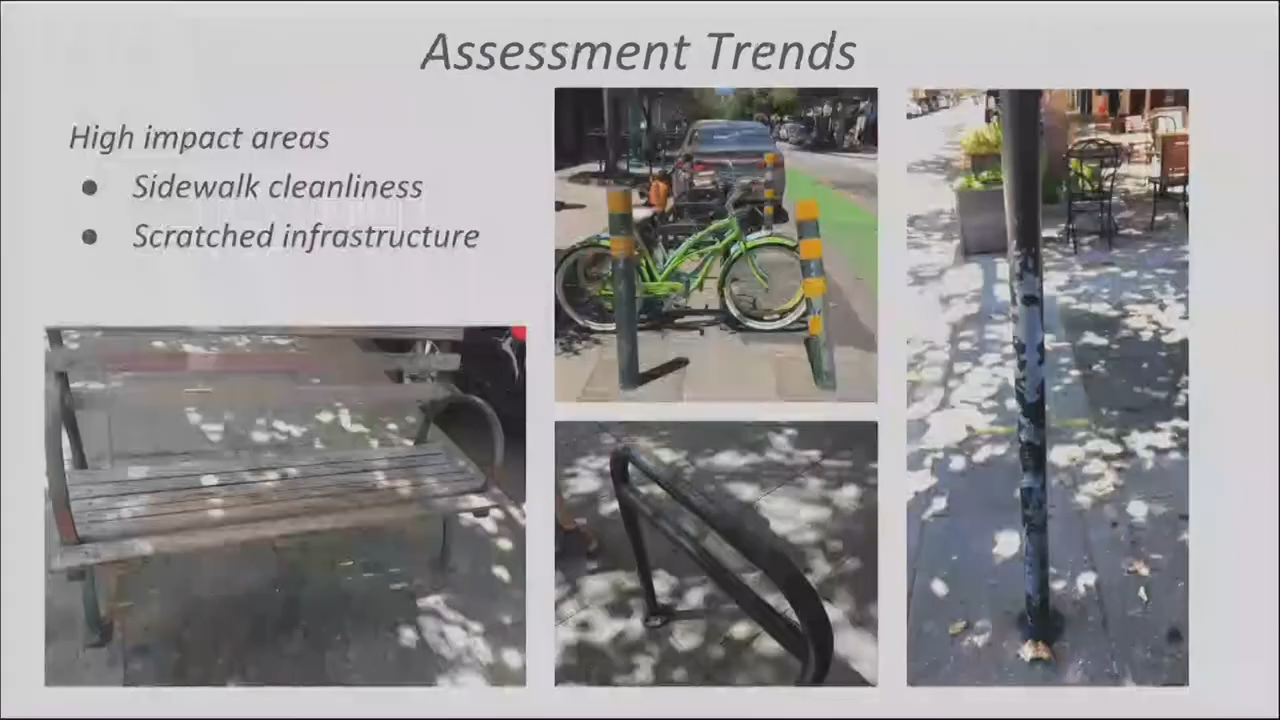 Assessment Trends
High impact areas
● Sidewalk cleanliness
● Scratched infrastructure